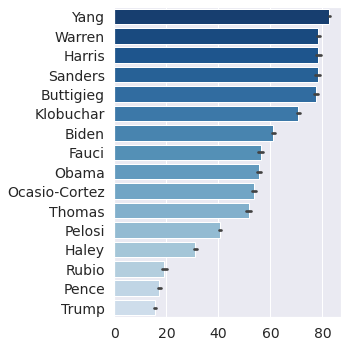 Yang
Warren
Harris
Sanders
Buttigieg
Klobuchar
Biden
Fauci
Obama
Ocasio-Cortez
Thomas
Pelosi
Haley
Rubio
Pence
Trump
0 20 40 60 80